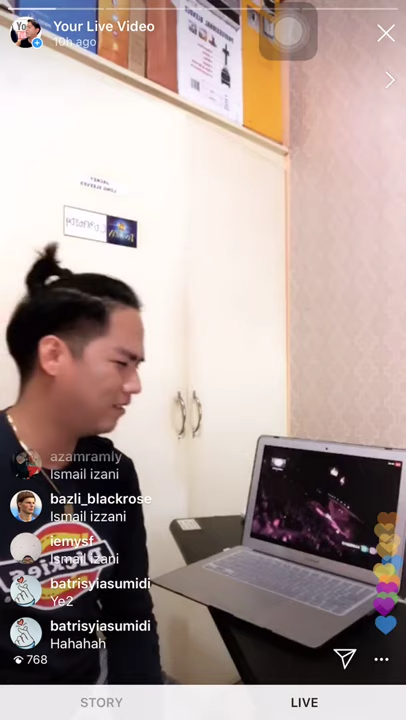 Your Live Video
10h ago
azamramly
Ismail izani
bazli_blackrose
Ismail izzani
iemysf
Ismail izani
batrisyiasumidi
Ye2
batrisyiasumidi
Hahahah
768
STORY
LIVE